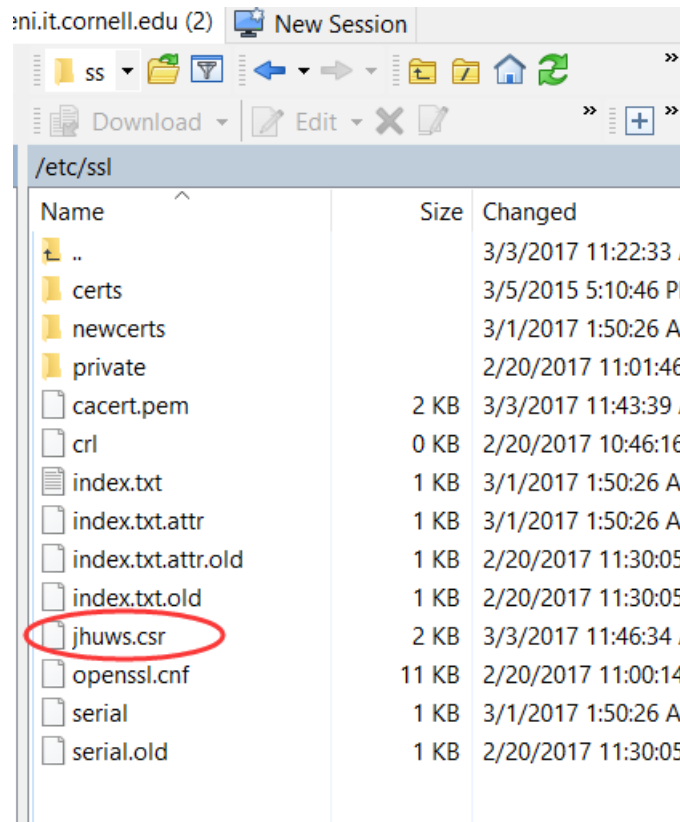 eni.it.cornell.edu (2) New Session
ss
Download Edit
/etc/ssl
Name Size Changed
.. 3/3/2017 11:22:33
certs 3/5/2015 5:10:46 P
newcerts 3/1/2017 1:50:26 A
private 2/20/2017 11:01:46
cacert.pem 2 KB 3/3/2017 11:43:39
crl 0 KB 2/20/2017 10:46:16
index.txt 1 KB 3/1/2017 1:50:26 A
index.txt.attr 1 KB 3/1/2017 1:50:26 A
index.txt.attr.old 1 KB 2/20/2017 11:30:05
index.txt.old 1 KB 2/20/2017 11:30:05
jhuws.csr 2 KB 3/3/2017 11:46:34
openssl.cnf 11 KB 2/20/2017 11:00:14
serial 1 KB 3/1/2017 1:50:26 A
serial.old 1 KB 2/20/2017 11:30:05